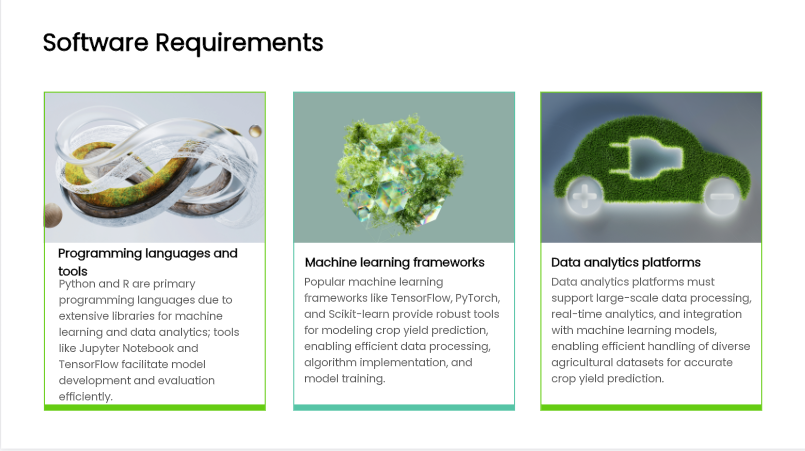 Software Requirements
Programming languages and
tools
Python and R are primary
programming languages due to
extensive libraries for machine
learning and data analytics; tools
like Jupyter Notebook and
TensorFlow facilitate model
development and evaluation
efficiently.
Machine learning frameworks
Popular machine learning
frameworks like TensorFlow, PyTorch,
and Scikit-learn provide robust tools
for modeling crop yield prediction,
enabling efficient data processing,
algorithm implementation, and
model training.
Data analytics platforms
Data analytics platforms must
support large-scale data processing,
real-time analytics, and integration
with machine learning models,
enabling efficient handling of diverse
agricultural datasets for accurate
crop yield prediction.